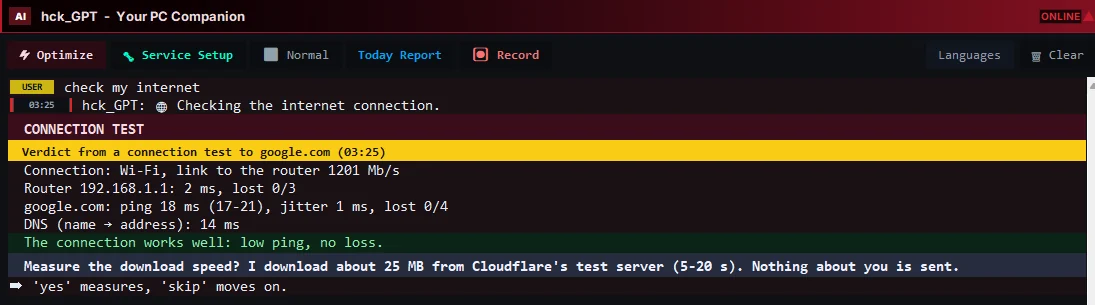 AI hck_GPT - Your PC Companion ONLINE
Optimize Service Setup Normal Today Report Record Languages Clear
USER check my internet
03:25 hck_GPT: Checking the internet connection.
CONNECTION TEST
Verdict from a connection test to google.com (03:25)
Connection: Wi-Fi, link to the router 1201 Mb/s
Router 192.168.1.1: 2 ms, lost 0/3
google.com: ping 18 ms (17-21), jitter 1 ms, lost 0/4
DNS (name → address): 14 ms
The connection works well: low ping, no loss.
Measure the download speed? I download about 25 MB from Cloudflare's test server (5-20 s). Nothing about you is sent.
➡ 'yes' measures, 'skip' moves on.